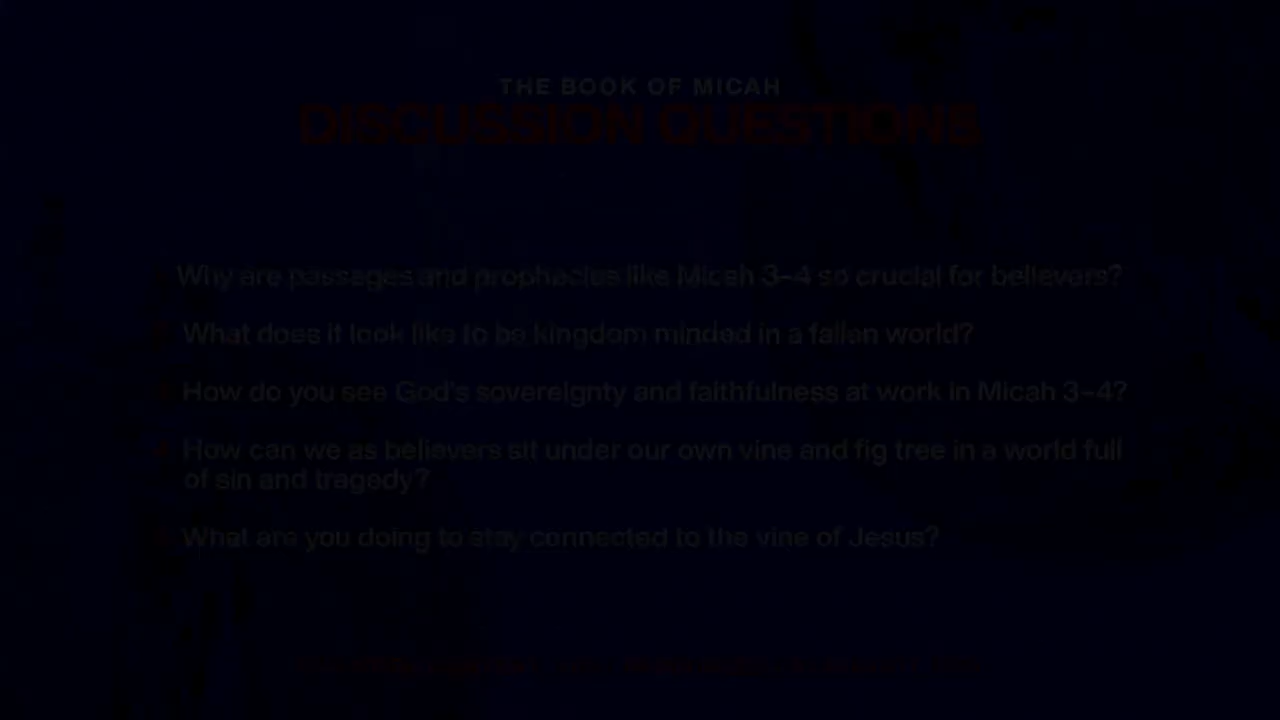 THE BOOK OF MICAH
DISCUSSION QUESTIONS
Why are passages and prophecies like Micah 3–4 so crucial for believers?
What does it look like to be kingdom minded in a fallen world?
How do you see God's sovereignty and faithfulness at work in Micah 3–4?
How can we as believers sit under our own vine and fig tree in a world full
of sin and tragedy?
What are you doing to stay connected to the vine of Jesus?